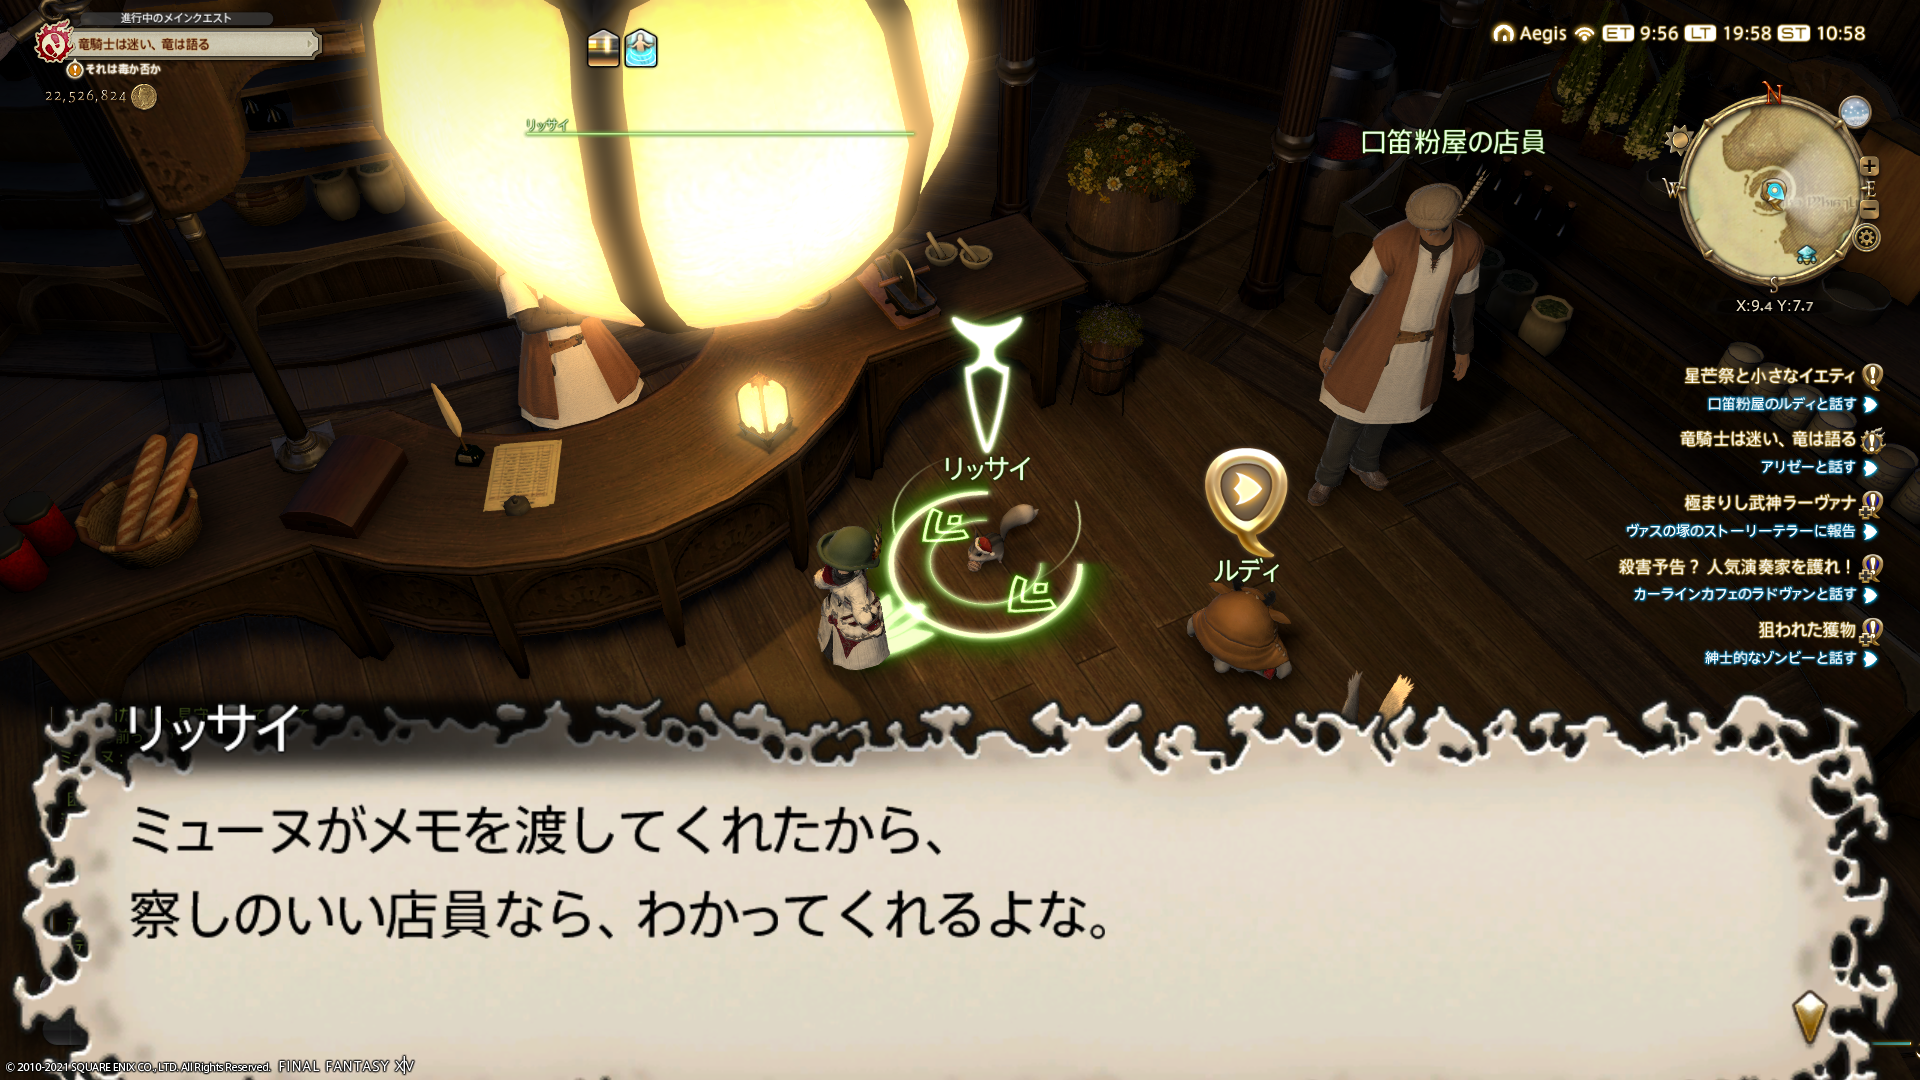 進行中のメインクエスト
竜騎士は迷い、竜は語る
それは毒か否か
22,526,824
リッサイ
Aegis ET 9:56 LT 19:58 ST 10:58
N
W
E
S
X:9.4 Y:7.7
口笛粉屋の店員
星芒祭と小さなイエティ
口笛粉屋のルディと話す
竜騎士は迷い、竜は語る
アリゼーと話す
極まりし武神ラーヴァナ
ヴァスの塚のストーリーテラーに報告
殺害予告？ 人気演奏家を護れ！
カーラインカフェのラドヴァンと話す
狙われた獲物
紳士的なゾンビーと話す
リッサイ
ルディ
リッサイ
ミューヌがメモを渡してくれたから、
察しのいい店員なら、わかってくれるよな。
© 2010-2021 SQUARE ENIX CO., LTD. All Rights Reserved. FINAL FANTASY XIV